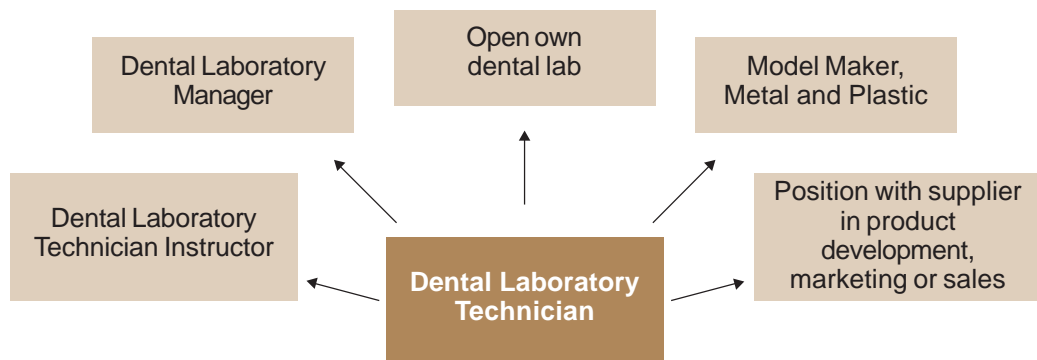 Open own
dental lab
Dental Laboratory
Manager
Model Maker,
Metal and Plastic
Dental Laboratory
Technician Instructor
Position with supplier
in product
development,
marketing or sales
Dental Laboratory
Technician